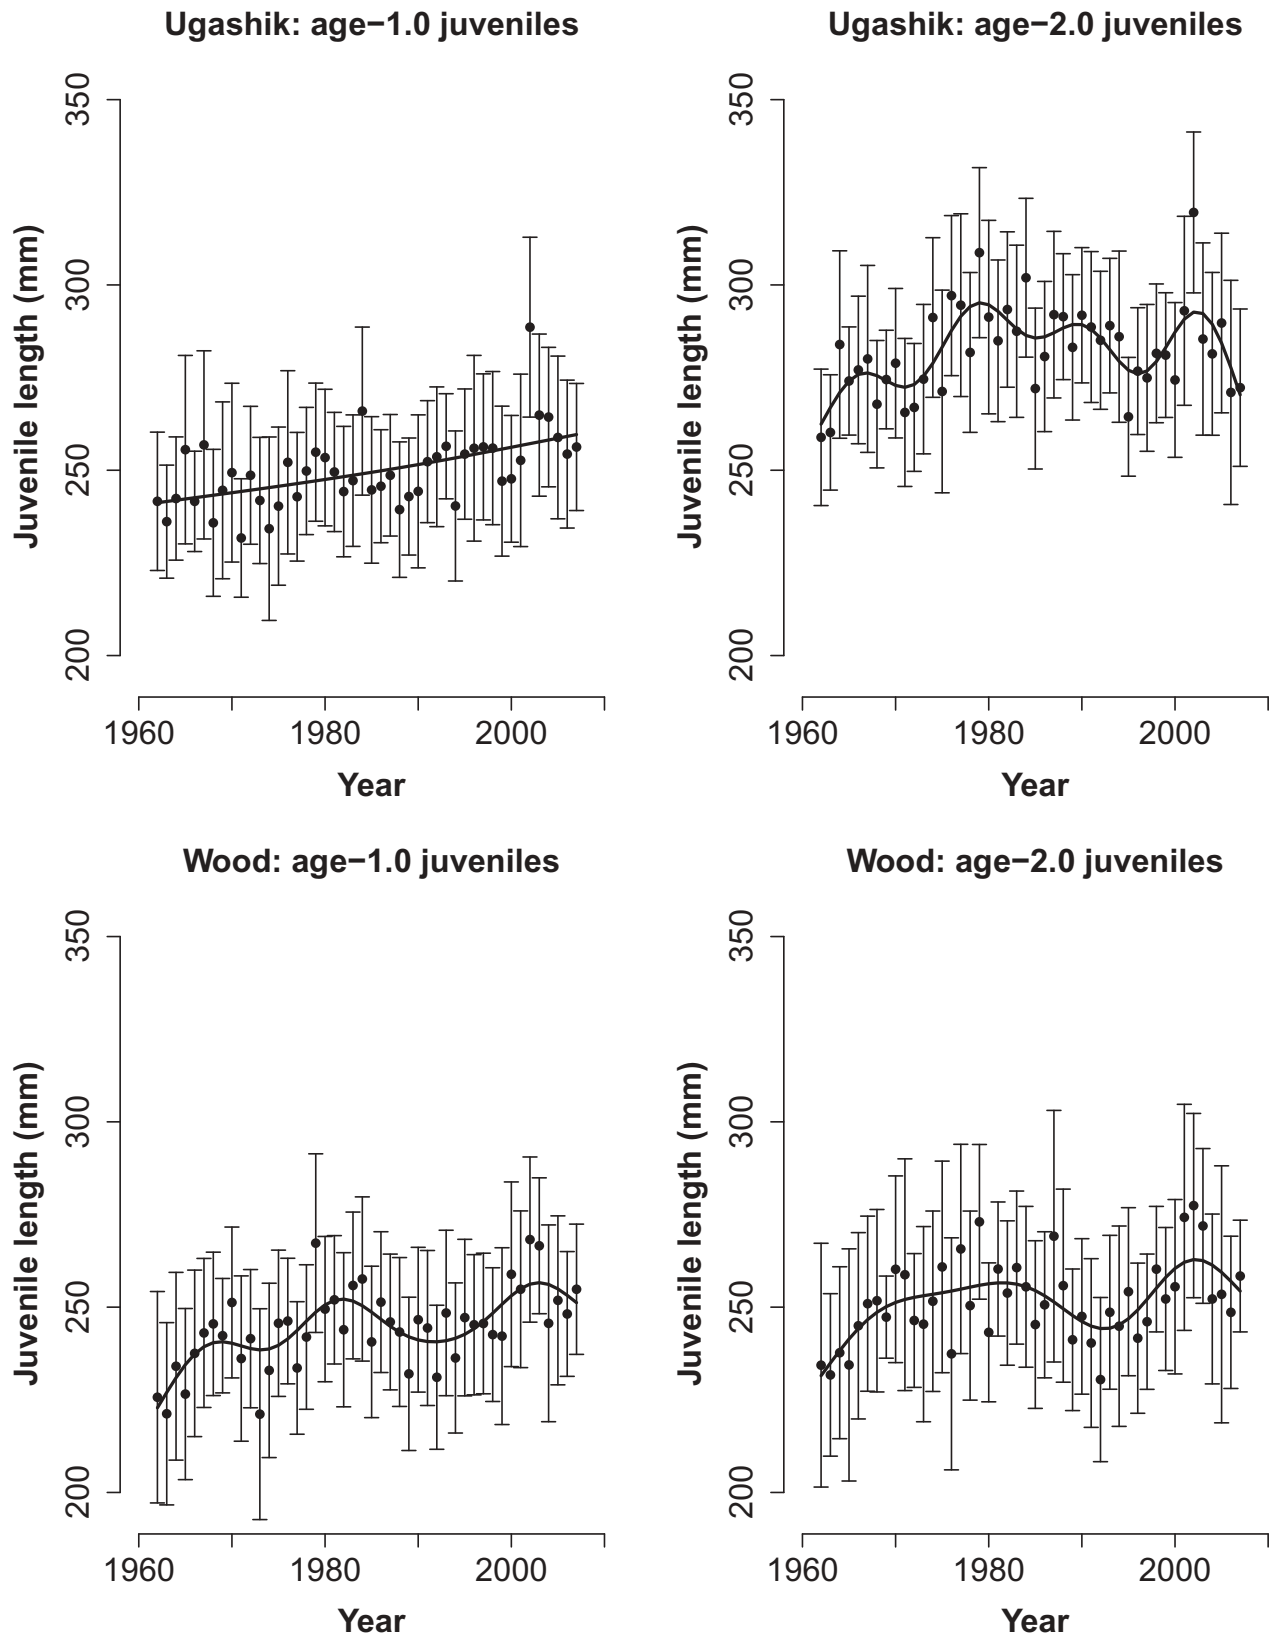 Ugashik: age−1.0 juveniles
Juvenile length (mm)
350
300
250
200
1960 1980 2000
Year
Ugashik: age−2.0 juveniles
Juvenile length (mm)
350
300
250
200
1960 1980 2000
Year
Wood: age−1.0 juveniles
Juvenile length (mm)
350
300
250
200
1960 1980 2000
Year
Wood: age−2.0 juveniles
Juvenile length (mm)
350
300
250
200
1960 1980 2000
Year